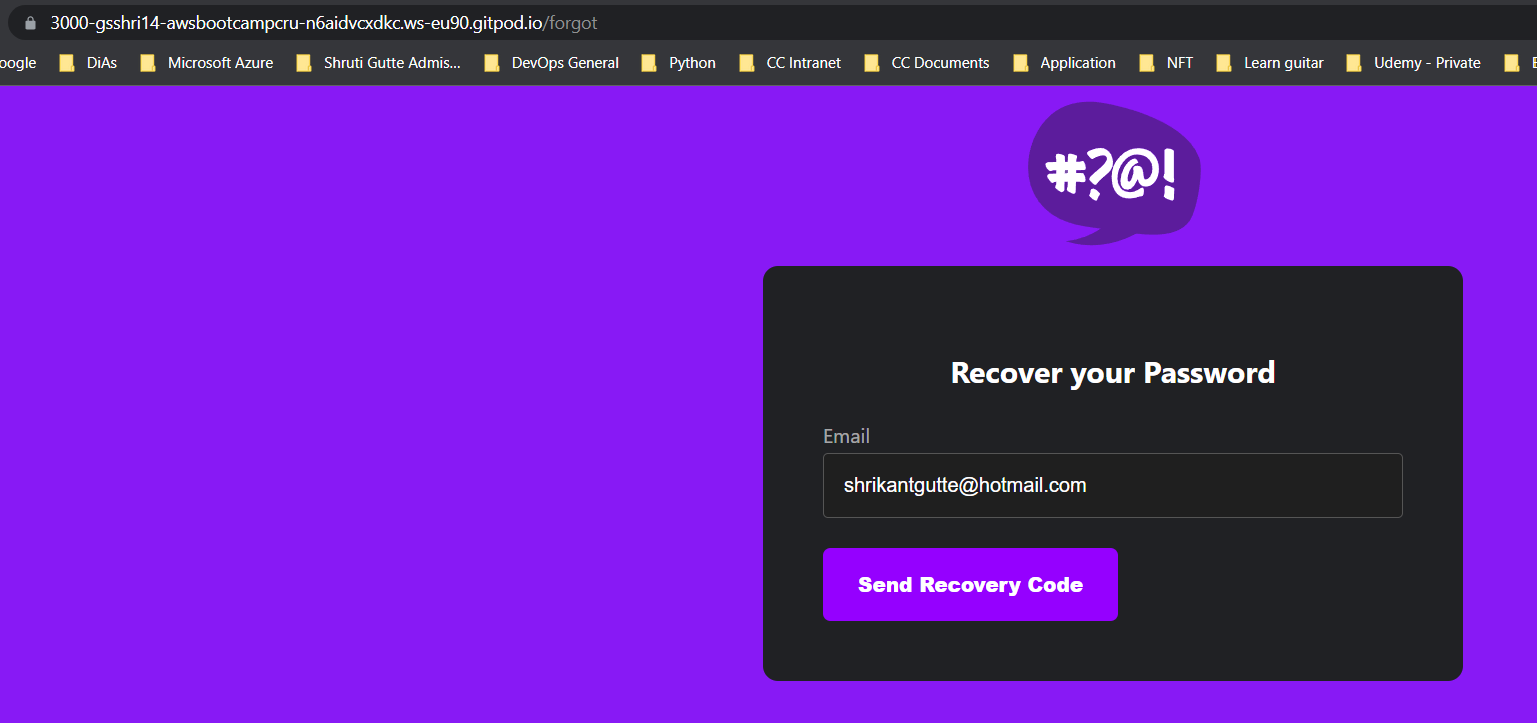 3000-gsshri14-awsbootcampcru-n6aidvcxdkc.ws-eu90.gitpod.io/forgot
oogle DiAs Microsoft Azure Shruti Gutte Admis... DevOps General Python CC Intranet CC Documents Application NFT Learn guitar Udemy - Private E
#?@!
Recover your Password
Email
shrikantgutte@hotmail.com
Send Recovery Code